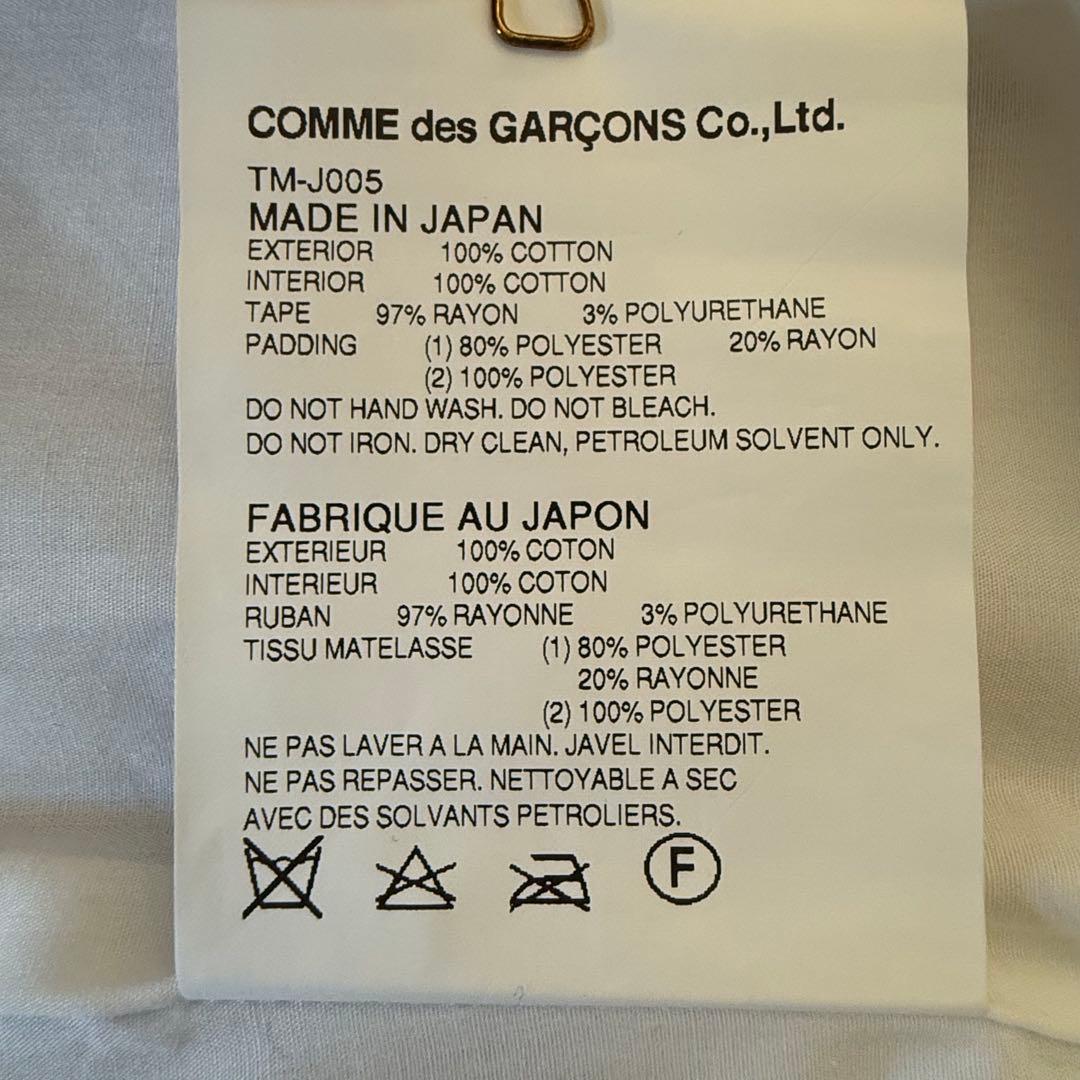 COMME des GARÇONS Co.,Ltd.
TM-J005
MADE IN JAPAN
EXTERIOR 100% COTTON
INTERIOR 100% COTTON
TAPE 97% RAYON 3% POLYURETHANE
PADDING (1) 80% POLYESTER 20% RAYON
(2) 100% POLYESTER
DO NOT HAND WASH. DO NOT BLEACH.
DO NOT IRON. DRY CLEAN, PETROLEUM SOLVENT ONLY.
FABRIQUE AU JAPON
EXTERIEUR 100% COTON
INTERIEUR 100% COTON
RUBAN 97% RAYONNE 3% POLYURETHANE
TISSU MATELASSE (1) 80% POLYESTER
20% RAYONNE
(2) 100% POLYESTER
NE PAS LAVER A LA MAIN. JAVEL INTERDIT.
NE PAS REPASSER. NETTOYABLE A SEC
AVEC DES SOLVANTS PETROLIERS.
F